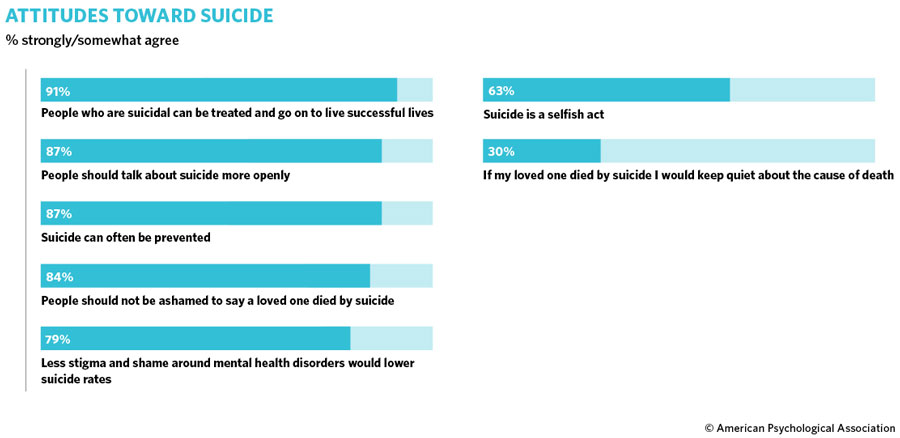 ATTITUDES TOWARD SUICIDE
% strongly/somewhat agree
91%
People who are suicidal can be treated and go on to live successful lives
87%
People should talk about suicide more openly
87%
Suicide can often be prevented
84%
People should not be ashamed to say a loved one died by suicide
79%
Less stigma and shame around mental health disorders would lower
suicide rates
63%
Suicide is a selfish act
30%
If my loved one died by suicide I would keep quiet about the cause of death
© American Psychological Association